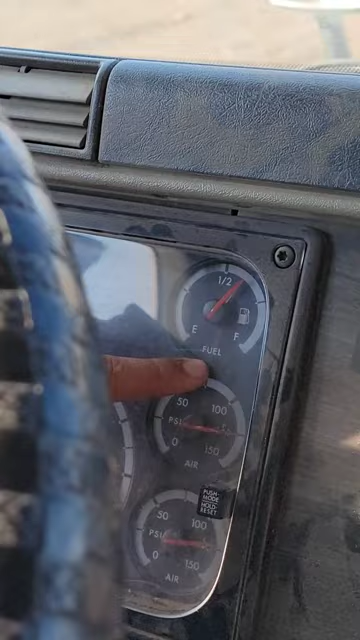 1/2
E F
FUEL
50 100
PSI
0 150
AIR
PUSH-
MODE
HOLD-
RESET
50 100
PSI
0 150
AIR